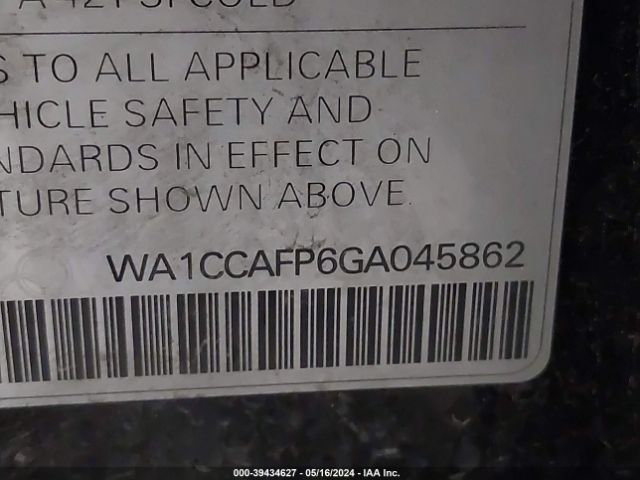 S TO ALL APPLICABLE
HICLE SAFETY AND
NDARDS IN EFFECT ON
TURE SHOWN ABOVE.
WA1CCAFP6GA045862
000-39434627 - 05/16/2024 - IAA Inc.